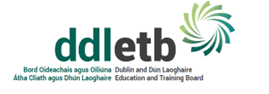 ddletb
Bord Oideachais agus Oiliúna Dublin and Dún Laoghaire
Átha Cliath agus Dhún Laoghaire Education and Training Board